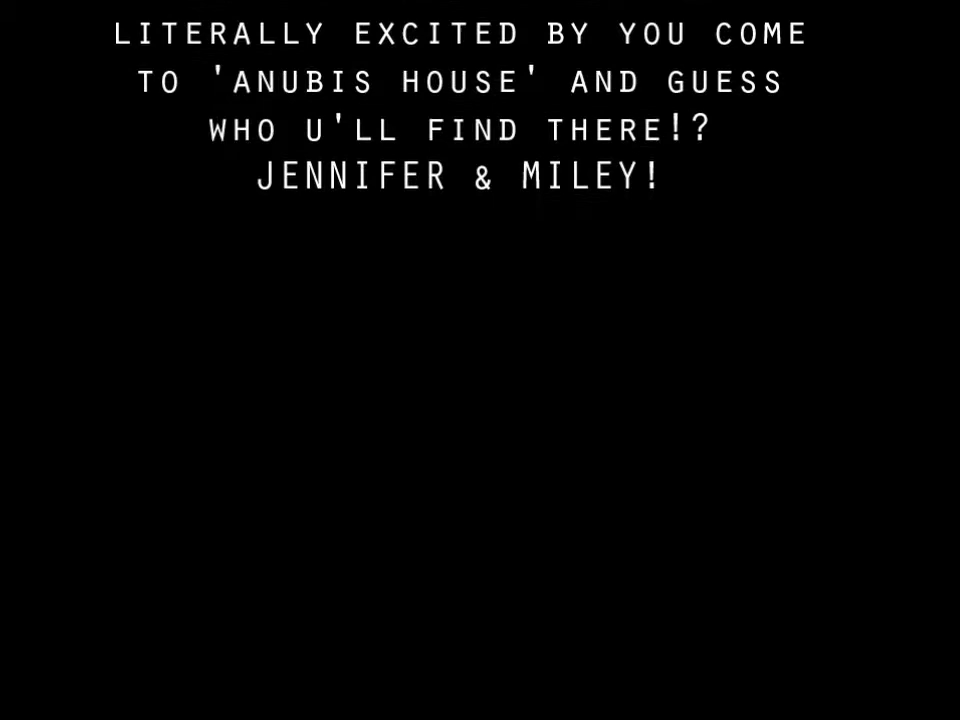 LITERALLY EXCITED BY YOU COME
TO 'ANUBIS HOUSE' AND GUESS
WHO U'LL FIND THERE!?
JENNIFER & MILEY!